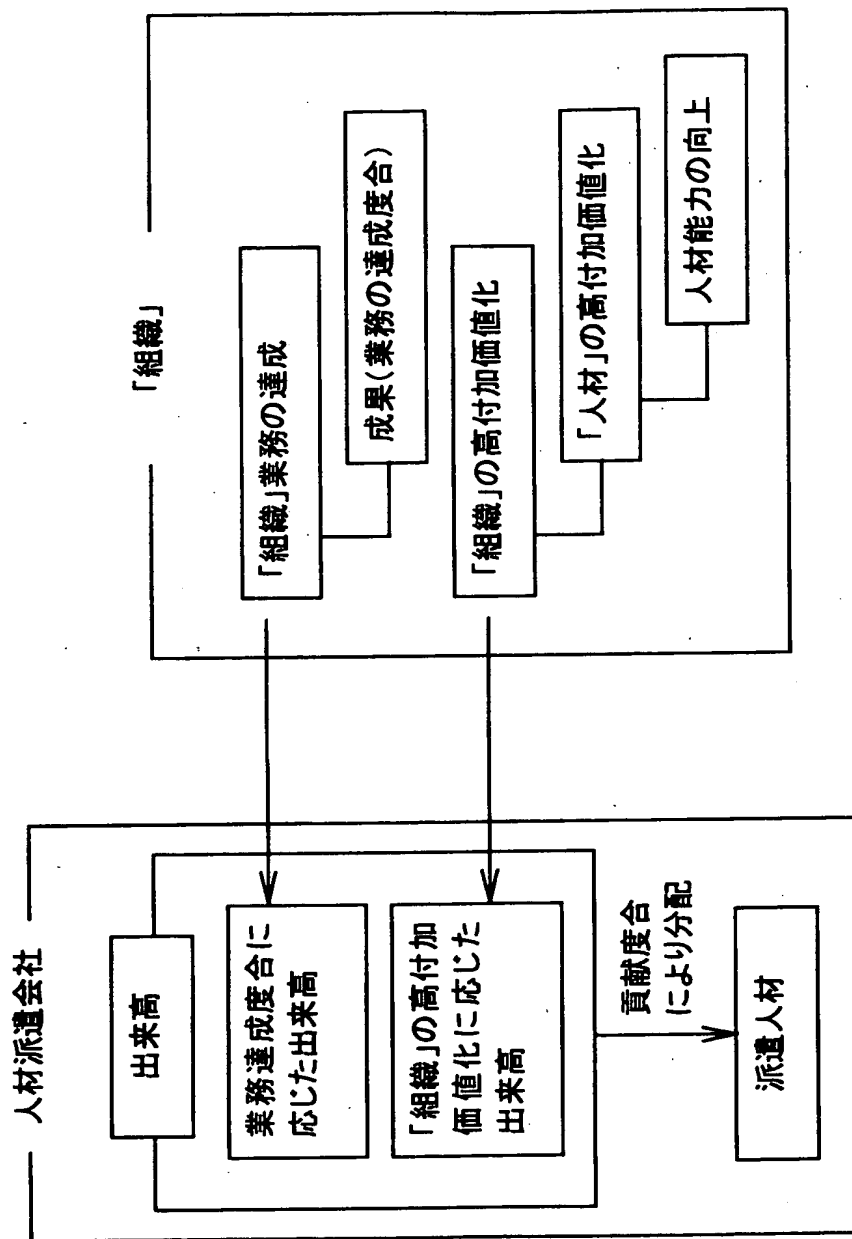 人材派遣会社
出来高
業務達成度合に
応じた出来高
「組織」の高付加
価値化に応じた
出来高
貢献度合
により分配
派遣人材
「組織」
「組織」業務の達成
成果(業務の達成度合)
「組織」の高付加価値化
「人材」の高付加価値化
人材能力の向上